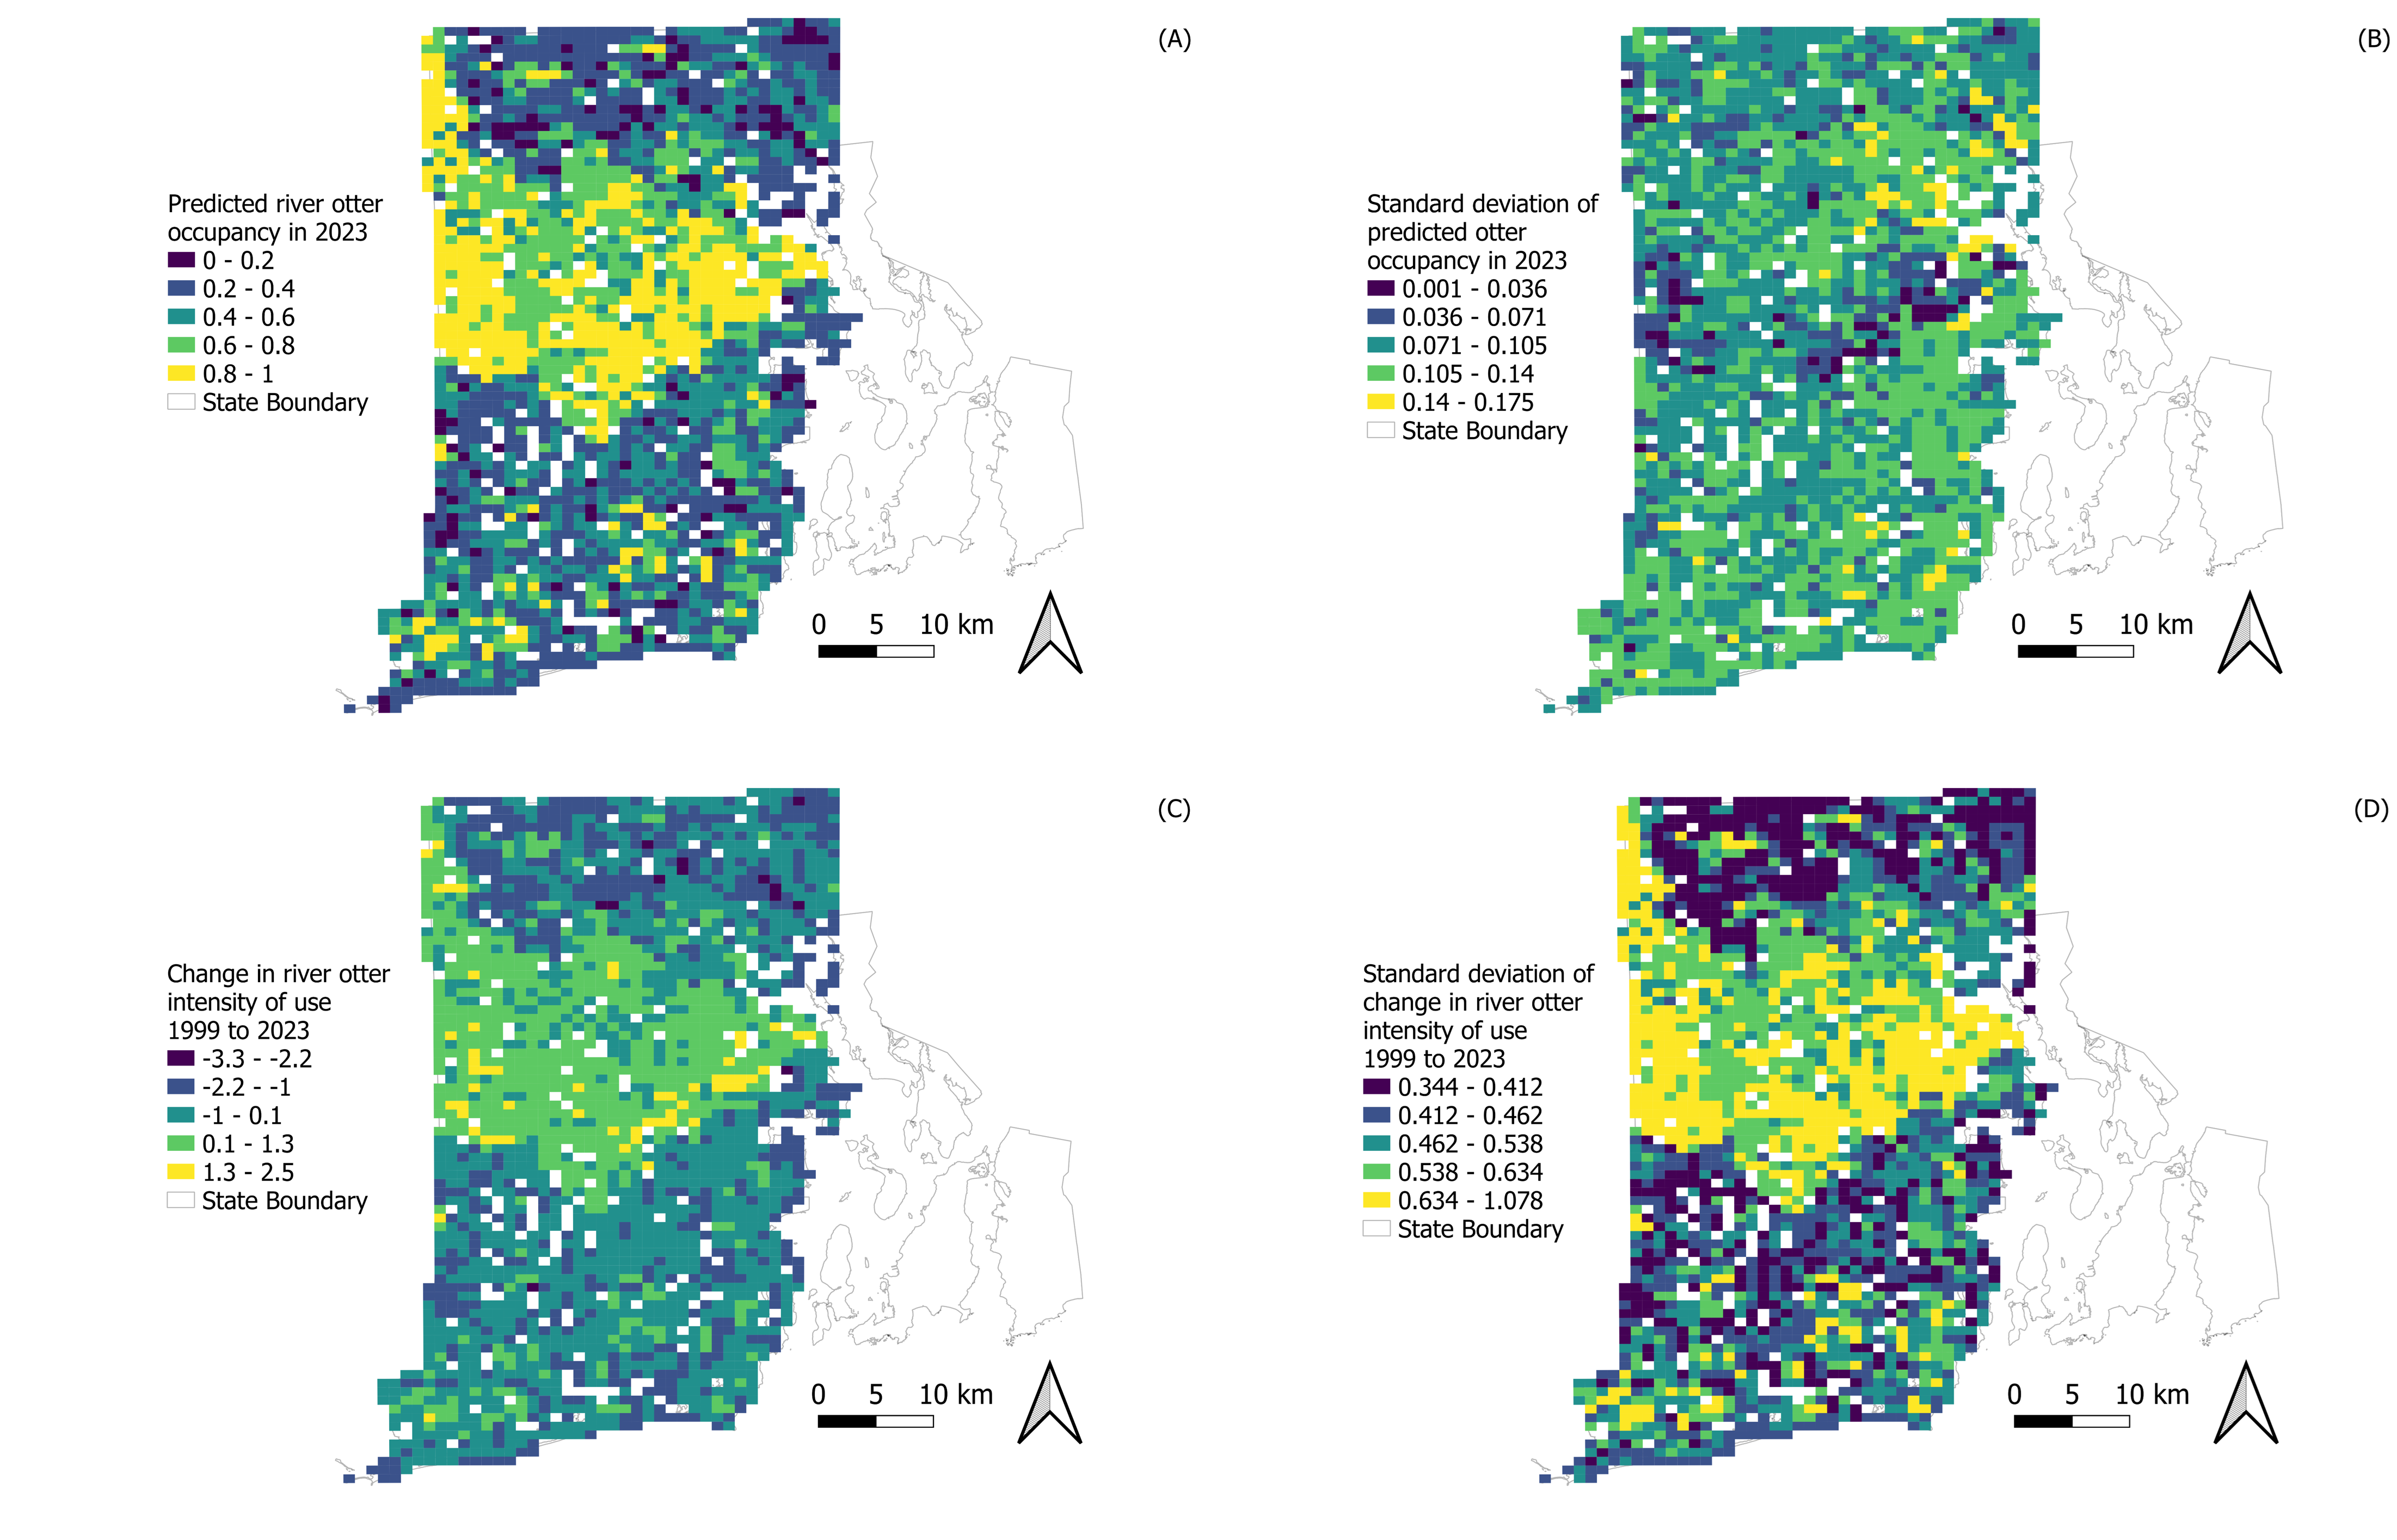 (A)
Predicted river otter
occupancy in 2023
0 - 0.2
0.2 - 0.4
0.4 - 0.6
0.6 - 0.8
0.8 - 1
State Boundary
0 5 10 km
(B)
Standard deviation of
predicted otter
occupancy in 2023
0.001 - 0.036
0.036 - 0.071
0.071 - 0.105
0.105 - 0.14
0.14 - 0.175
State Boundary
0 5 10 km
(C)
Change in river otter
intensity of use
1999 to 2023
-3.3 - -2.2
-2.2 - -1
-1 - 0.1
0.1 - 1.3
1.3 - 2.5
State Boundary
0 5 10 km
(D)
Standard deviation of
change in river otter
intensity of use
1999 to 2023
0.344 - 0.412
0.412 - 0.462
0.462 - 0.538
0.538 - 0.634
0.634 - 1.078
State Boundary
0 5 10 km